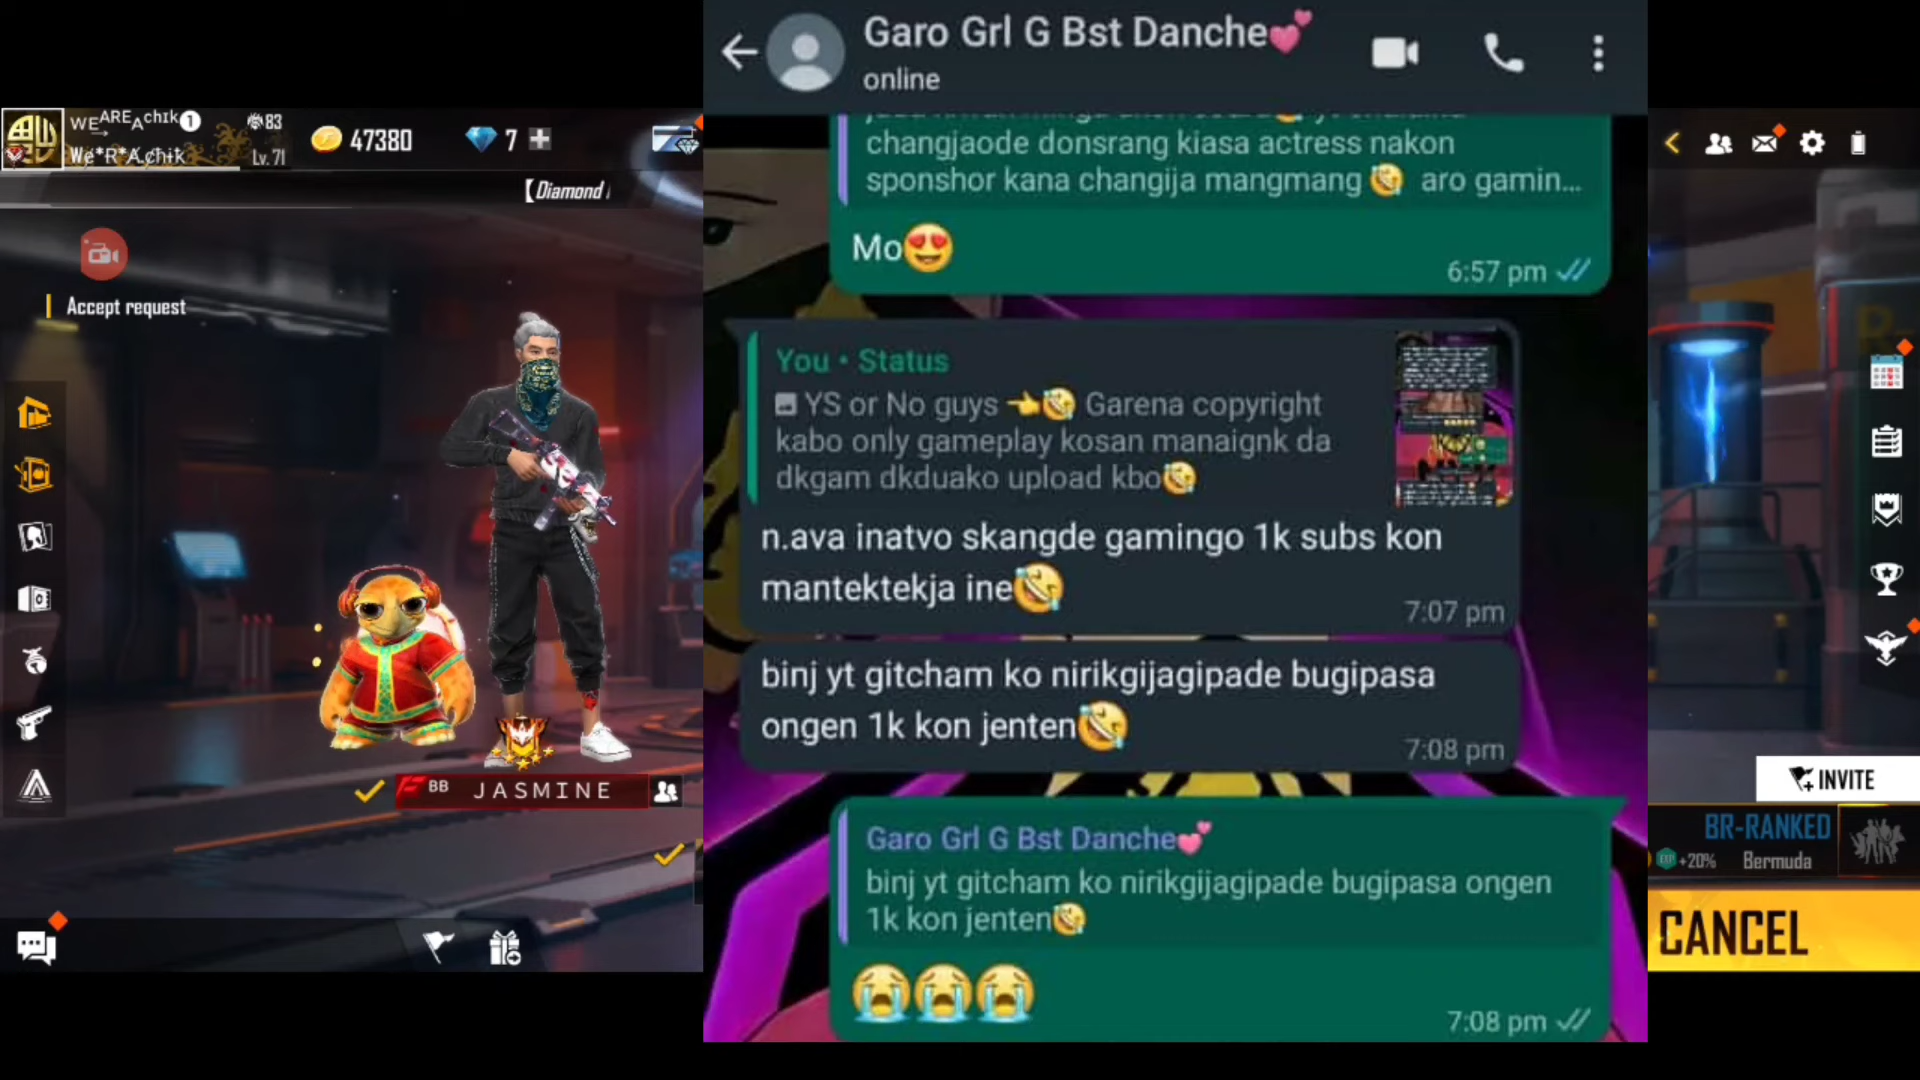 WEAREAchik 1
We*R*Achik
83
Lv. 71
47380
7
【Diamond
Accept request
BB JASMINE
Garo Grl G Bst Danche💕
online
changjaode donsrang kiasa actress nakon
sponshor kana changija mangmang 🤣 aro gamin...
Mo😍
6:57 pm
You • Status
YS or No guys 👈🤣 Garena copyright
kabo only gameplay kosan manaignk da
dkgam dkduako upload kbo🤣
n.ava inatvo skangde gamingo 1k subs kon
mantektekja ine🤣
7:07 pm
binj yt gitcham ko nirikgijagipade bugipasa
ongen 1k kon jenten🤣
7:08 pm
Garo Grl G Bst Danche💕
binj yt gitcham ko nirikgijagipade bugipasa ongen
1k kon jenten🤣
😭😭😭
7:08 pm
INVITE
BR-RANKED
+20% Bermuda
CANCEL